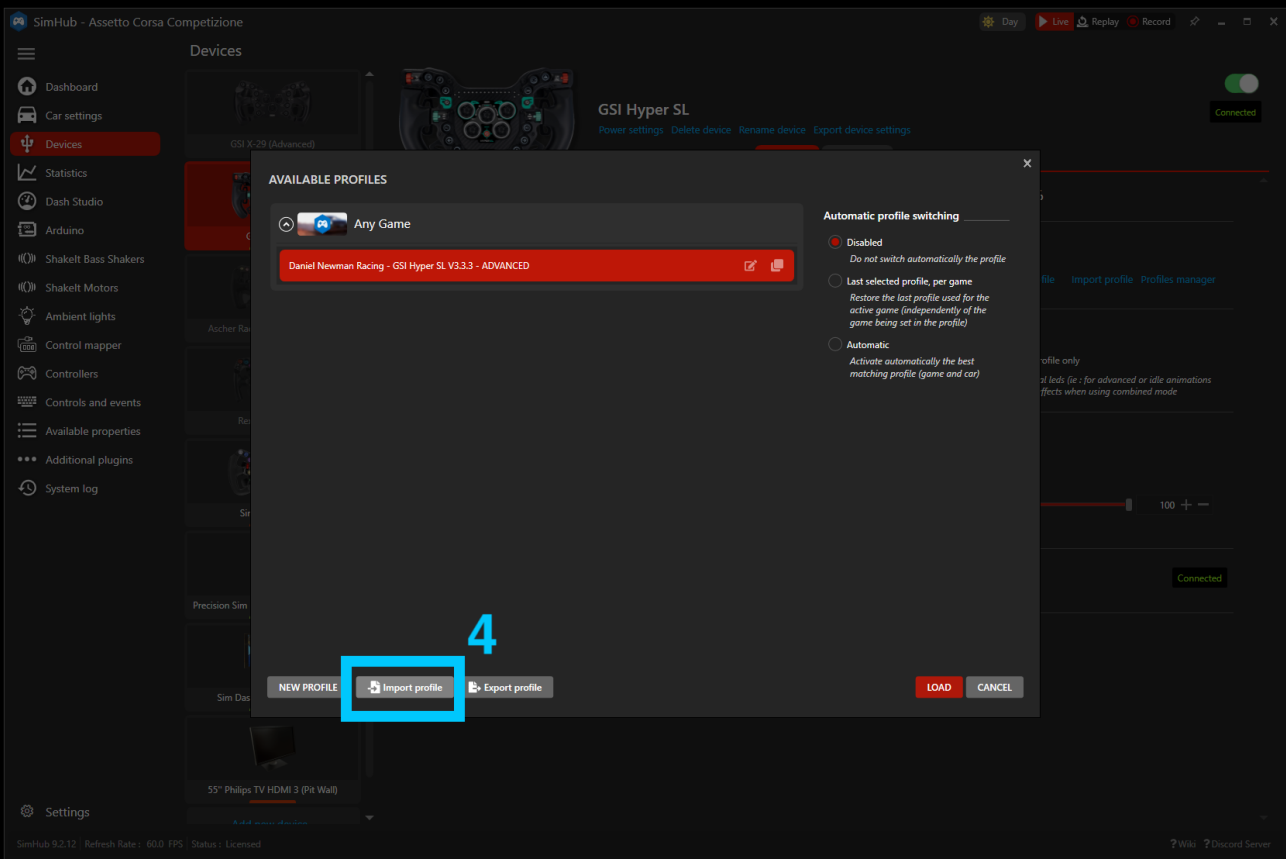 SimHub - Assetto Corsa Competizione
Day
Live
Replay
Record
Devices
Dashboard
Car settings
Devices
Statistics
Dash Studio
Arduino
ShakeIt Bass Shakers
ShakeIt Motors
Ambient lights
Control mapper
Controllers
Controls and events
Available properties
Additional plugins
System log
Settings
GSI X-29 (Advanced)
Ascher Ra
Precision Sim
Sim Das
55" Philips TV HDMI 3 (Pit Wall)
Add new device
GSI Hyper SL
Power settings Delete device Rename device Export device settings
Connected
AVAILABLE PROFILES
Any Game
Daniel Newman Racing - GSI Hyper SL V3.3.3 - ADVANCED
Automatic profile switching
Disabled
Do not switch automatically the profile
Last selected profile, per game
Restore the last profile used for the
active game (independently of the
game being set in the profile)
Automatic
Activate automatically the best
matching profile (game and car)
file Import profile Profiles manager
rofile only
al leds (ie : for advanced or idle animations
ffects when using combined mode
100
Connected
4
NEW PROFILE
Import profile
Export profile
LOAD
CANCEL
SimHub 9.2.12 Refresh Rate : 60.0 FPS Status : Licensed
?Wiki ?Discord Server